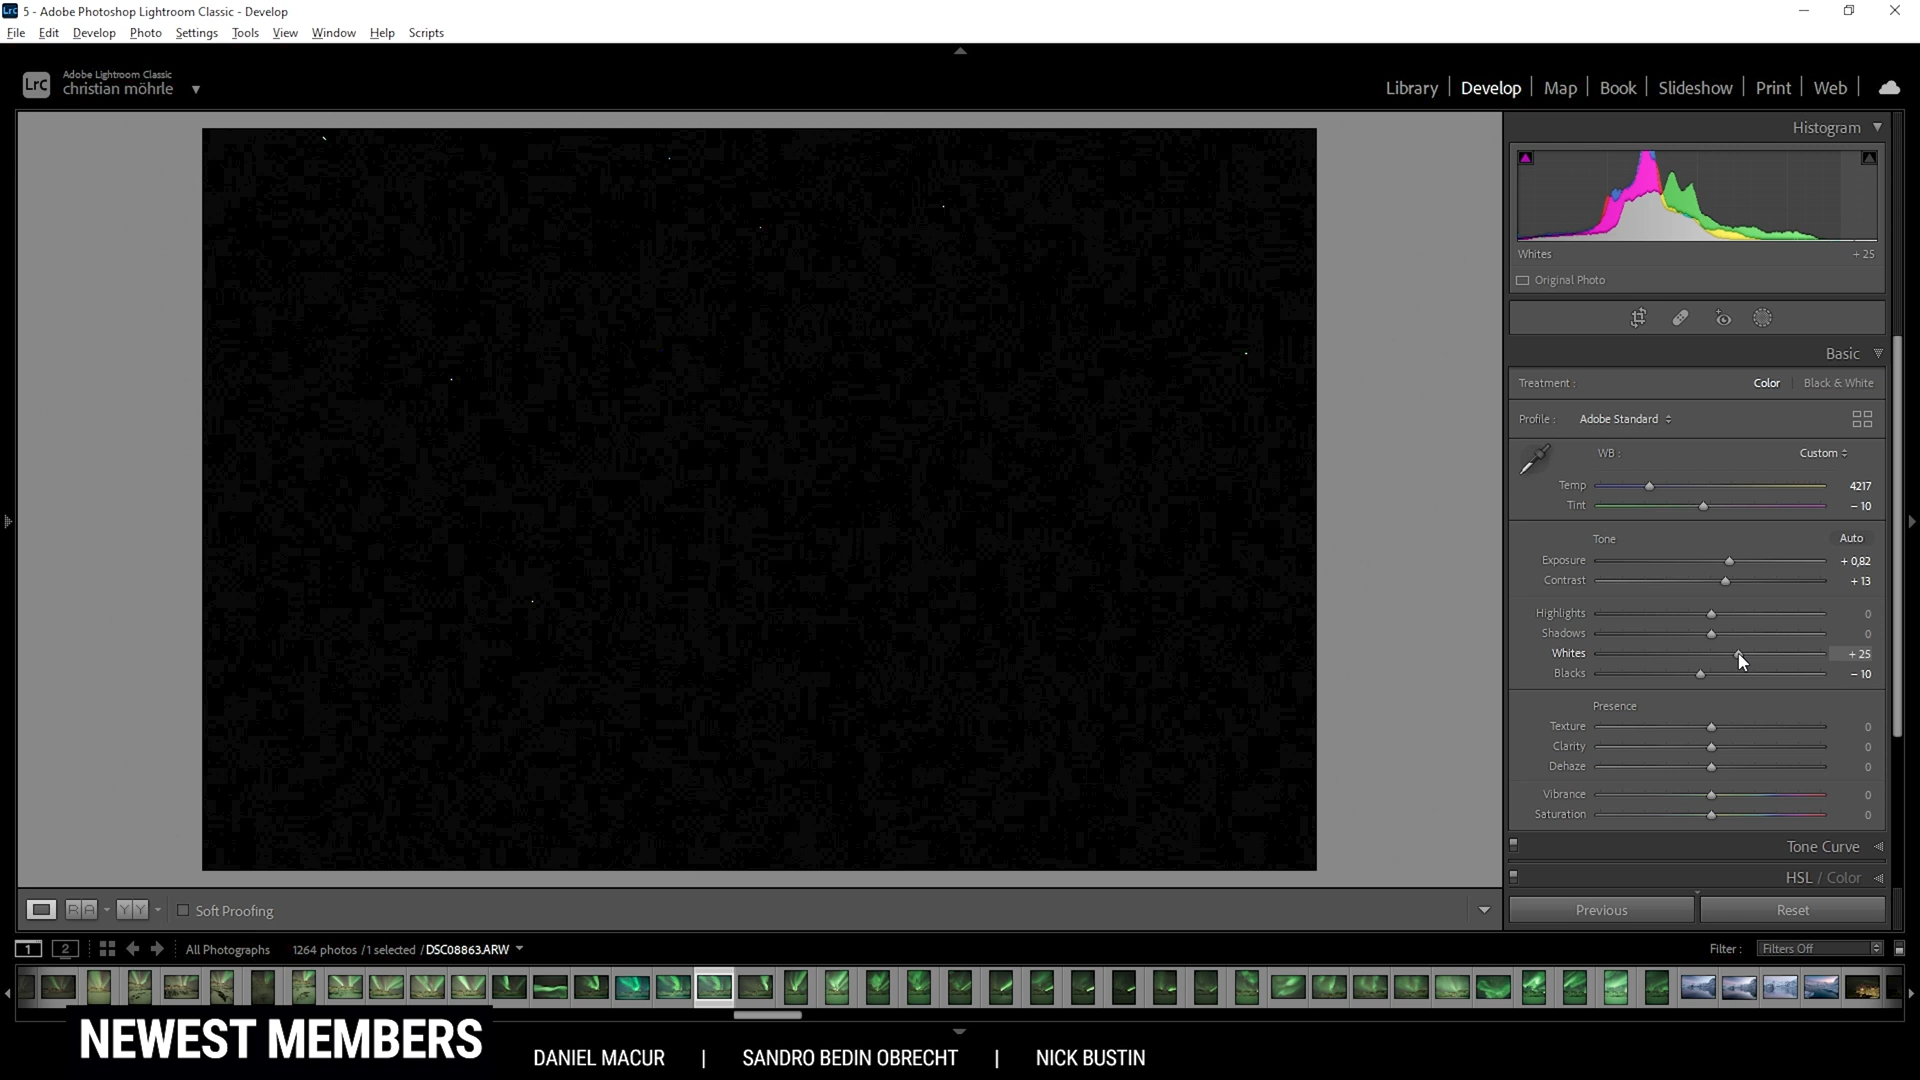 5 - Adobe Photoshop Lightroom Classic - Develop
File Edit Develop Photo Settings Tools View Window Help Scripts
LrC
Adobe Lightroom Classic
christian möhrle
Library | Develop | Map | Book | Slideshow | Print | Web |
Histogram
Whites +25
Original Photo
Basic
Treatment : Color | Black & White
Profile : Adobe Standard
WB : Custom
Temp 4217
Tint – 10
Tone Auto
Exposure + 0,82
Contrast + 13
Highlights 0
Shadows 0
Whites + 25
Blacks – 10
Presence
Texture 0
Clarity 0
Dehaze 0
Vibrance 0
Saturation 0
Tone Curve
HSL / Color
R A Y Y Soft Proofing
Previous Reset
1 2 All Photographs 1264 photos /1 selected /DSC08863.ARW Filter : Filters Off
NEWEST MEMBERS
DANIEL MACUR | SANDRO BEDIN OBRECHT | NICK BUSTIN